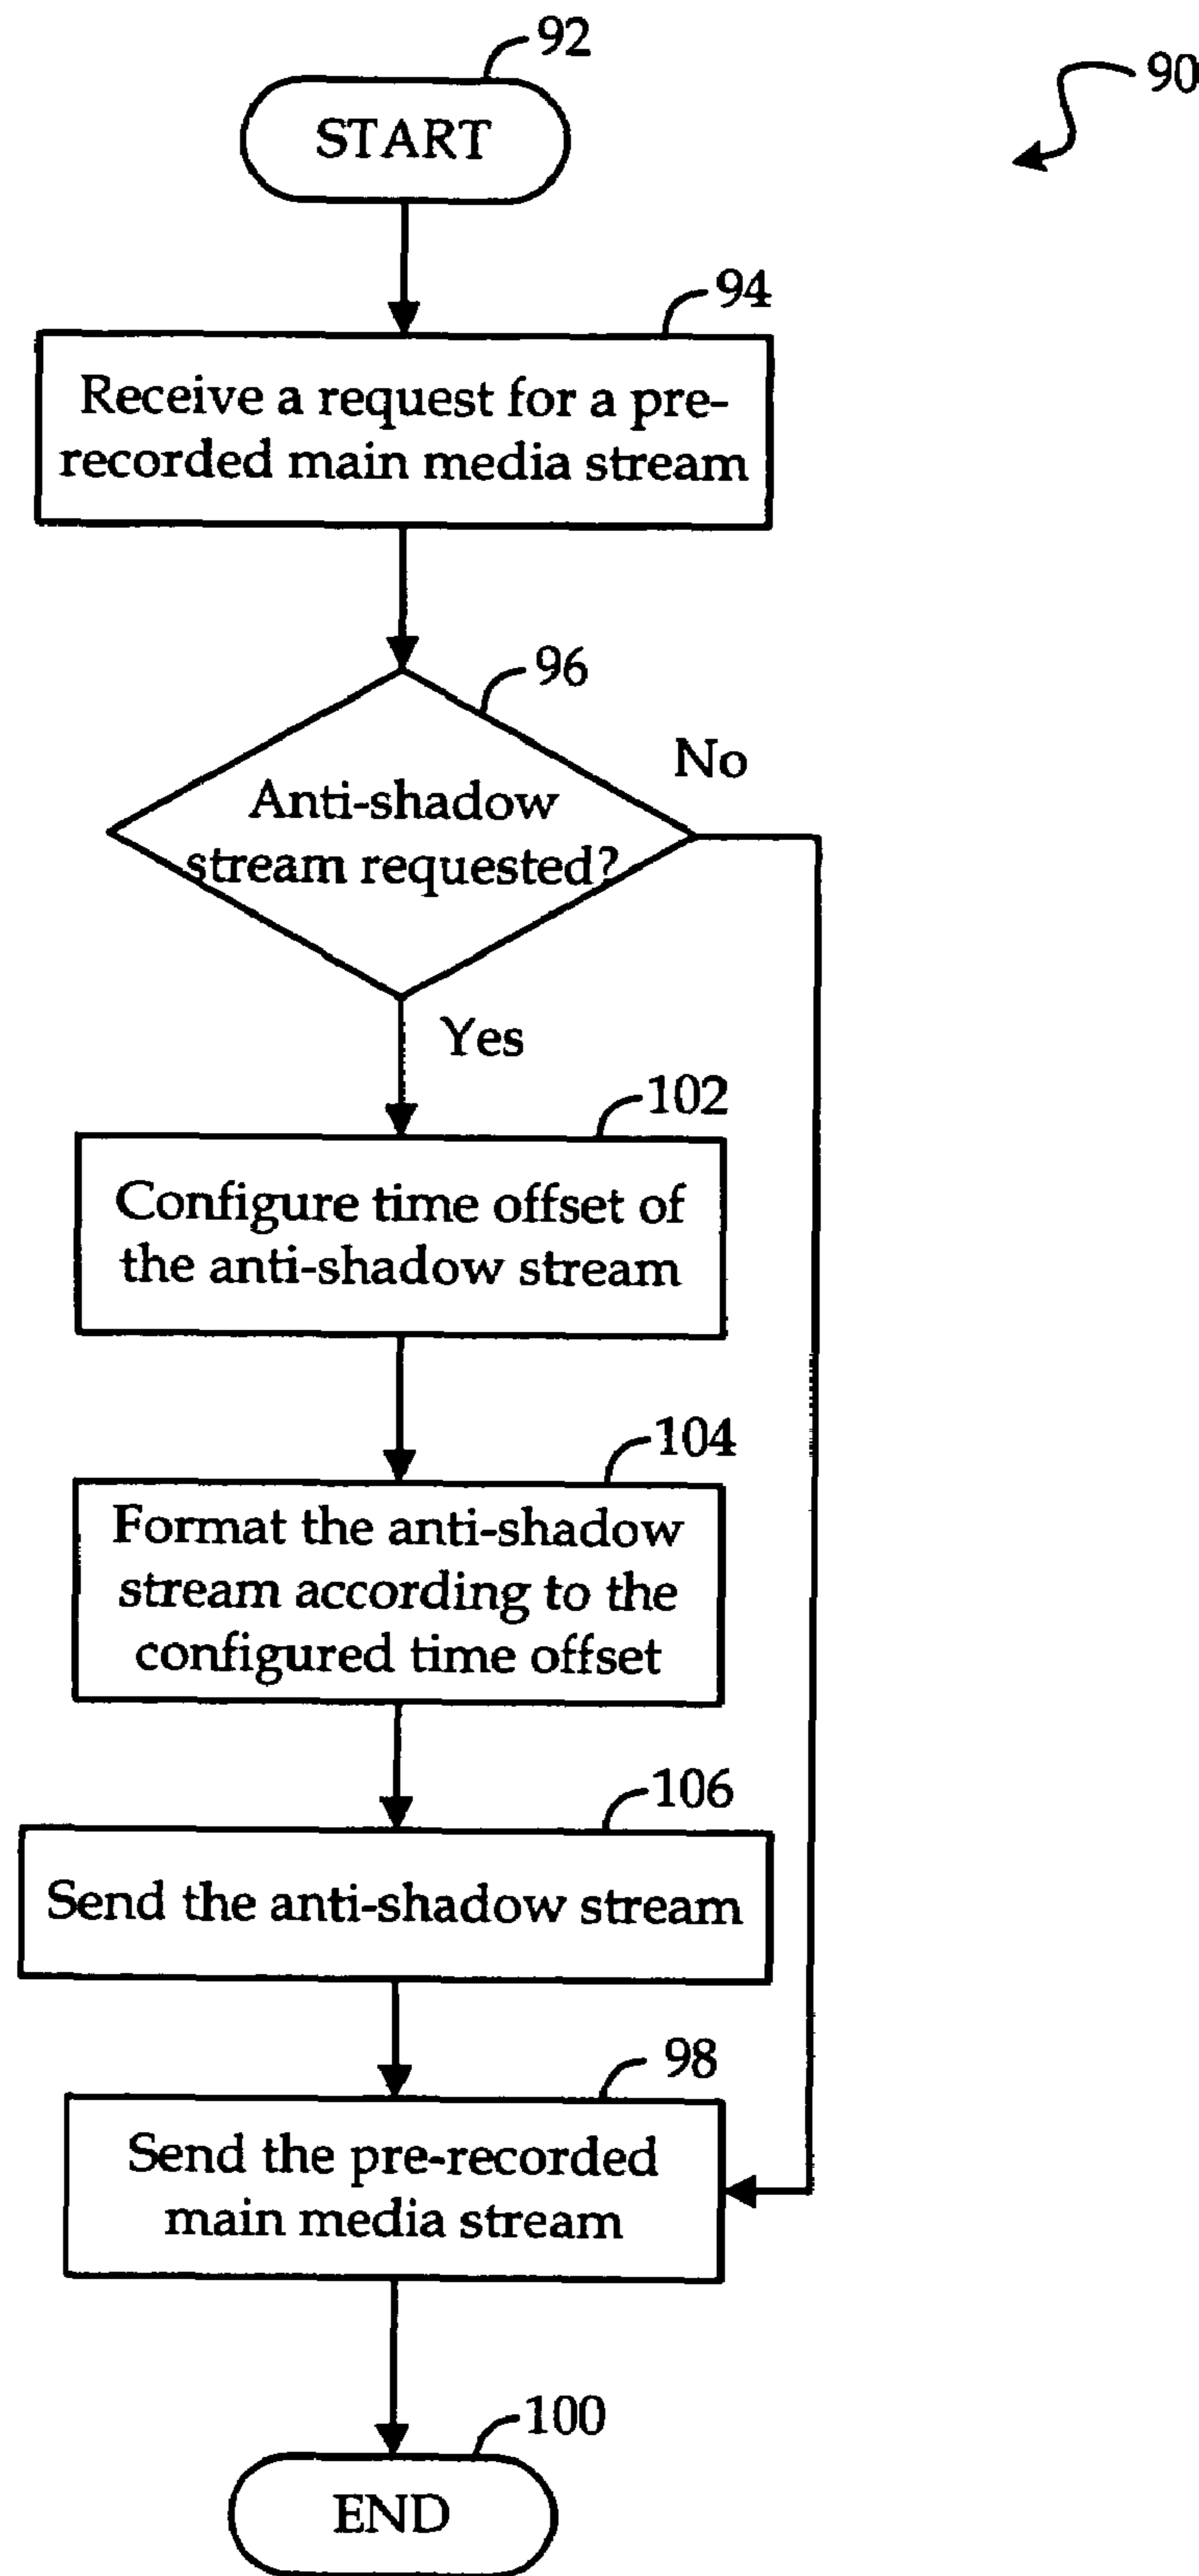 92
90
START
94
Receive a request for a pre-
recorded main media stream
96
No
Anti-shadow
stream requested?
Yes
102
Configure time offset of
the anti-shadow stream
104
Format the anti-shadow
stream according to the
configured time offset
106
Send the anti-shadow stream
98
Send the pre-recorded
main media stream
100
END